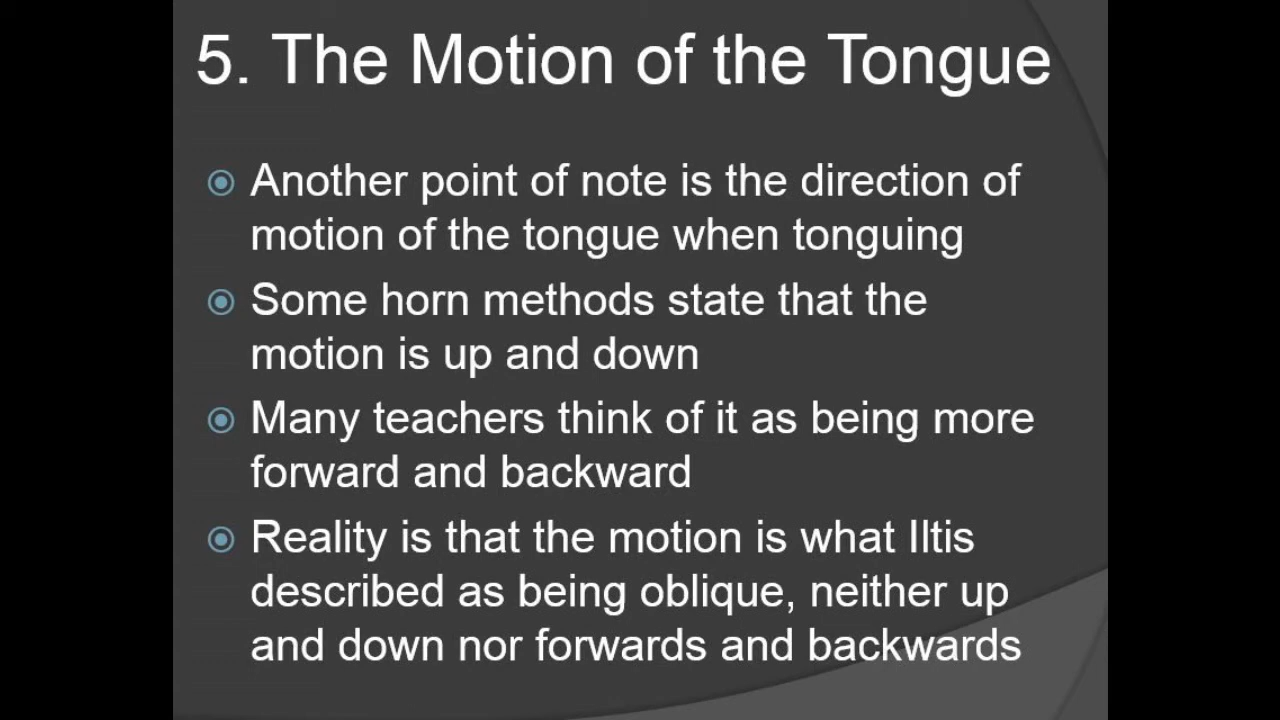 5. The Motion of the Tongue
Another point of note is the direction of
motion of the tongue when tonguing
Some horn methods state that the
motion is up and down
Many teachers think of it as being more
forward and backward
Reality is that the motion is what Iltis
described as being oblique, neither up
and down nor forwards and backwards